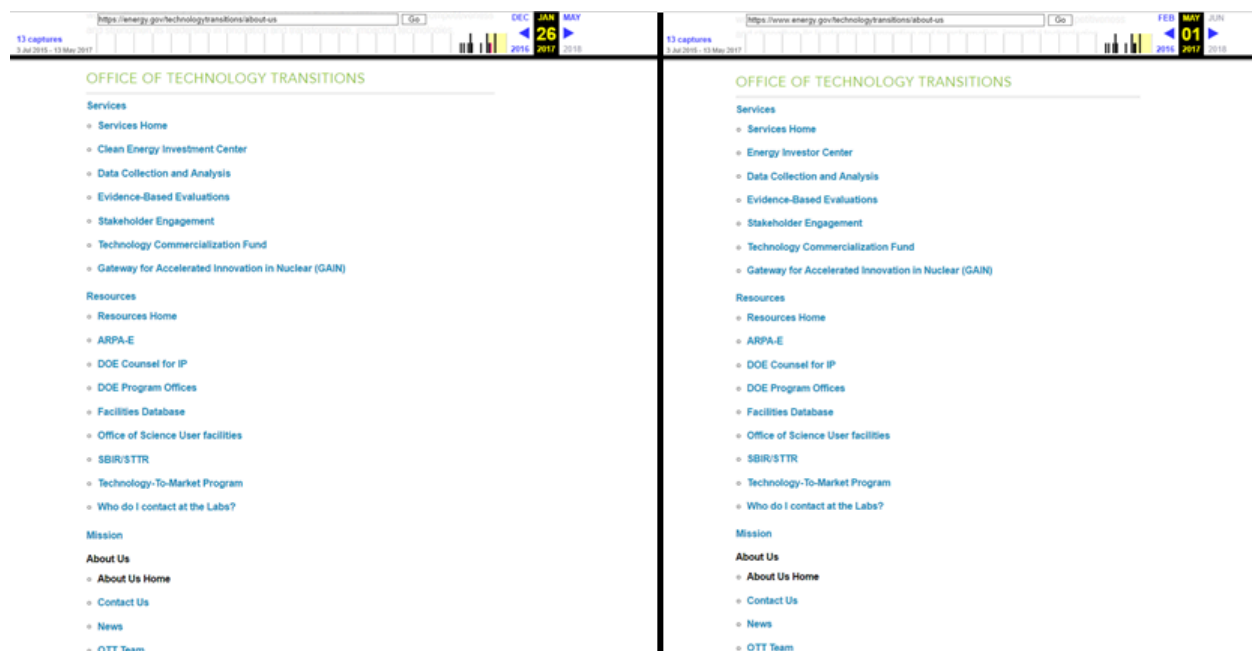 https://energy.gov/technologytransitions/about-us Go DEC JAN MAY
26
13 captures
3 Jul 2015 - 13 May 2017 2016 2017 2018
OFFICE OF TECHNOLOGY TRANSITIONS
Services
Services Home
Clean Energy Investment Center
Data Collection and Analysis
Evidence-Based Evaluations
Stakeholder Engagement
Technology Commercialization Fund
Gateway for Accelerated Innovation in Nuclear (GAIN)
Resources
Resources Home
ARPA-E
DOE Counsel for IP
DOE Program Offices
Facilities Database
Office of Science User facilities
SBIR/STTR
Technology-To-Market Program
Who do I contact at the Labs?
Mission
About Us
About Us Home
Contact Us
News
OTT Team
https://www.energy.gov/technologytransitions/about-us Go FEB MAY JUN
01
13 captures
3 Jul 2015 - 13 May 2017 2016 2017 2018
OFFICE OF TECHNOLOGY TRANSITIONS
Services
Services Home
Energy Investor Center
Data Collection and Analysis
Evidence-Based Evaluations
Stakeholder Engagement
Technology Commercialization Fund
Gateway for Accelerated Innovation in Nuclear (GAIN)
Resources
Resources Home
ARPA-E
DOE Counsel for IP
DOE Program Offices
Facilities Database
Office of Science User facilities
SBIR/STTR
Technology-To-Market Program
Who do I contact at the Labs?
Mission
About Us
About Us Home
Contact Us
News
OTT Team